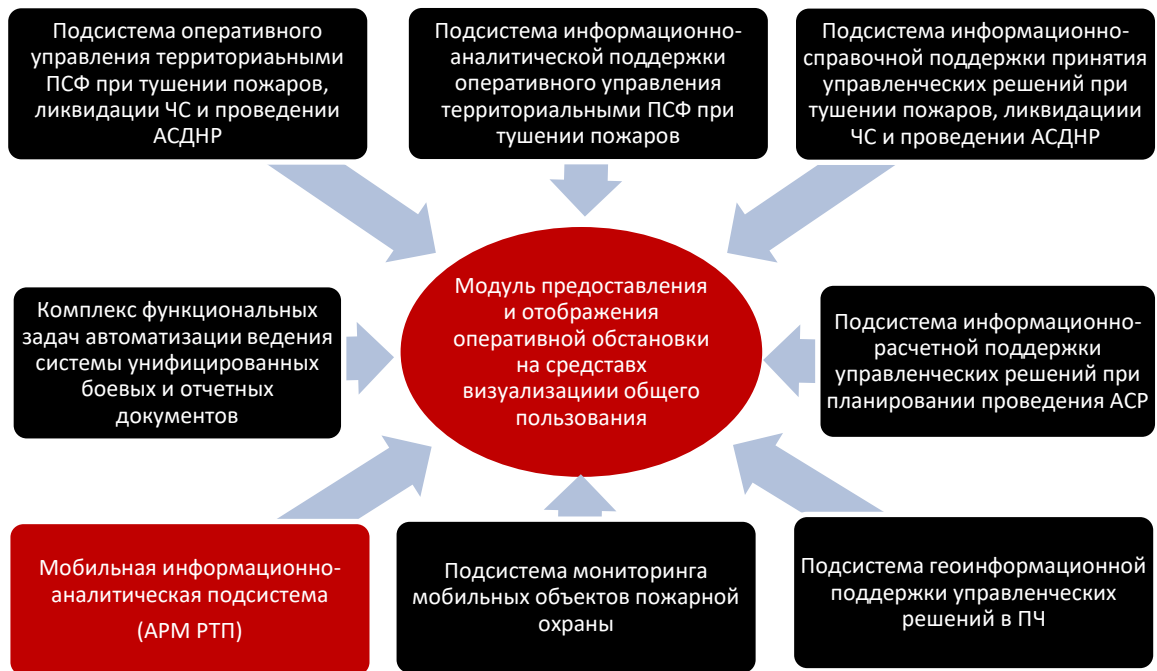 Подсистема оперативного
управления территориаьными
ПСФ при тушении пожаров,
ликвидации ЧС и проведении
АСДНР
Подсистема информационно-
аналитической поддержки
оперативного управления
территориальными ПСФ при
тушении пожаров
Подсистема информационно-
справочной поддержки принятия
управленческих решений при
тушении пожаров, ликвидациии
ЧС и проведении АСДНР
Комплекс функциональных
задач автоматизации ведения
системы унифицированных
боевых и отчетных
документов
Модуль предоставления
и отображения
оперативной обстановки
на средставх
визуализациии общего
пользования
Подсистема информационно-
расчетной поддержки
управленческих решений при
планировании проведения АСР
Мобильная информационно-
аналитическая подсистема
(АРМ РТП)
Подсистема мониторинга
мобильных объектов пожарной
охраны
Подсистема геоинформационной
поддержки управленческих
решений в ПЧ